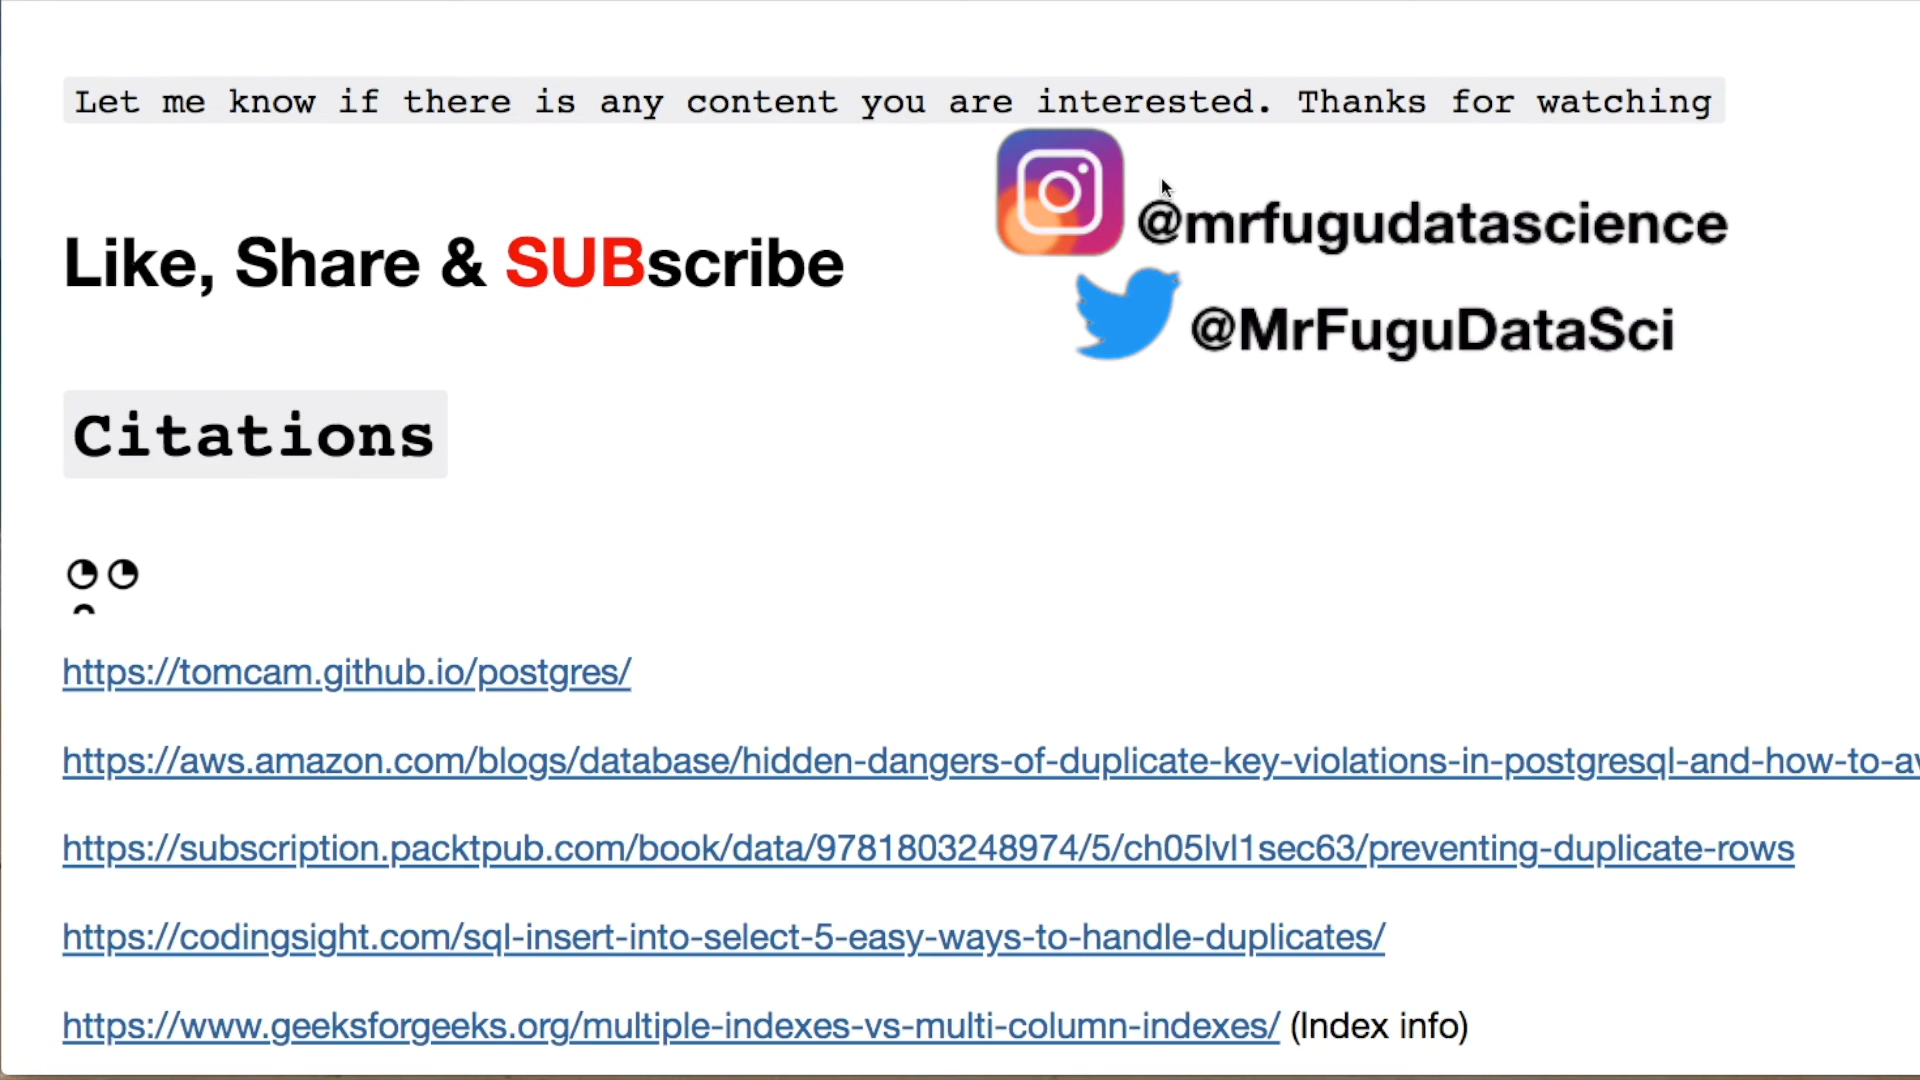 Let me know if there is any content you are interested. Thanks for watching
@mrfugudatascience
Like, Share & SUBscribe
@MrFuguDataSci
Citations
https://tomcam.github.io/postgres/
https://aws.amazon.com/blogs/database/hidden-dangers-of-duplicate-key-violations-in-postgresql-and-how-to-av
https://subscription.packtpub.com/book/data/9781803248974/5/ch05lvl1sec63/preventing-duplicate-rows
https://codingsight.com/sql-insert-into-select-5-easy-ways-to-handle-duplicates/
https://www.geeksforgeeks.org/multiple-indexes-vs-multi-column-indexes/ (Index info)